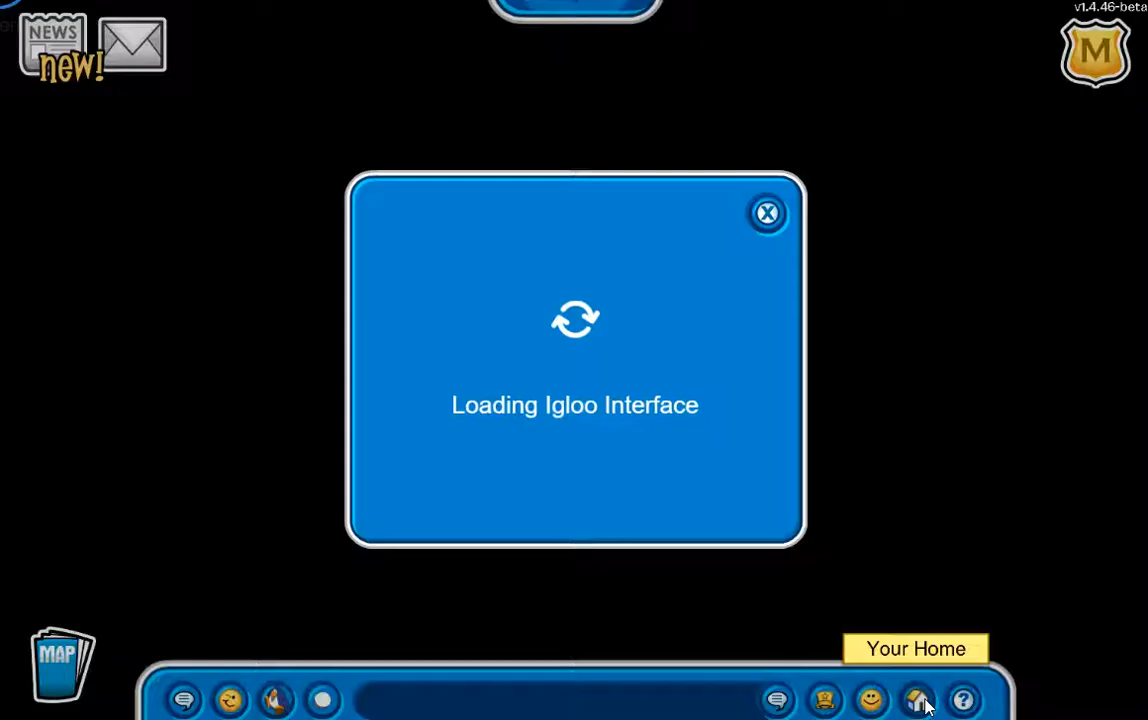 v1.4.46-beta
NEWS
new!
M
Loading Igloo Interface
MAP
Your Home